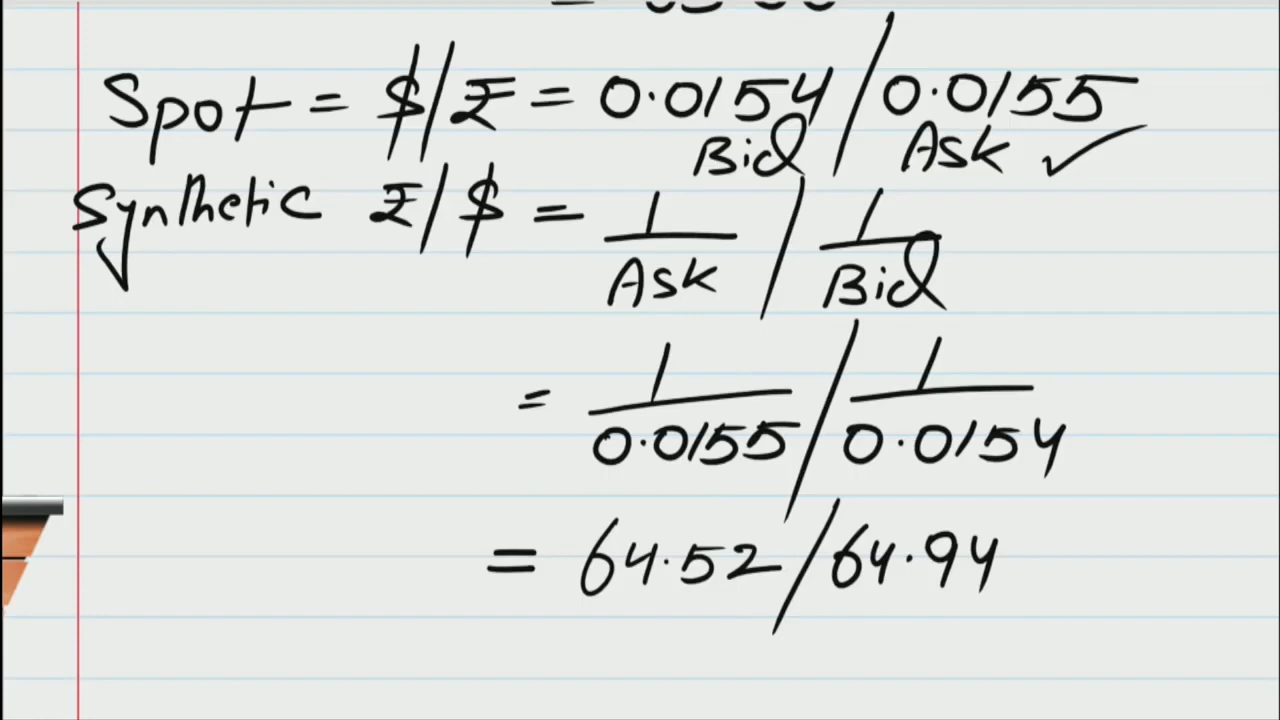 Spot = $/₹ = 0.0154 / 0.0155
Bid Ask ✓
Synthetic ₹/$ = 1/Ask / 1/Bid
= 1/0.0155 / 1/0.0154
= 64.52/64.94